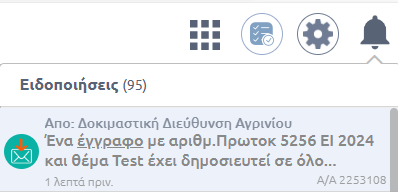 Ειδοποιήσεις (95)
Απο: Δοκιμαστική Διεύθυνση Αγρινίου
Ένα έγγραφο με αριθμ.Πρωτοκ 5256 ΕΙ 2024
και θέμα Test έχει δημοσιευτεί σε όλο...
1 λεπτά πριν. Α/Α 2253108